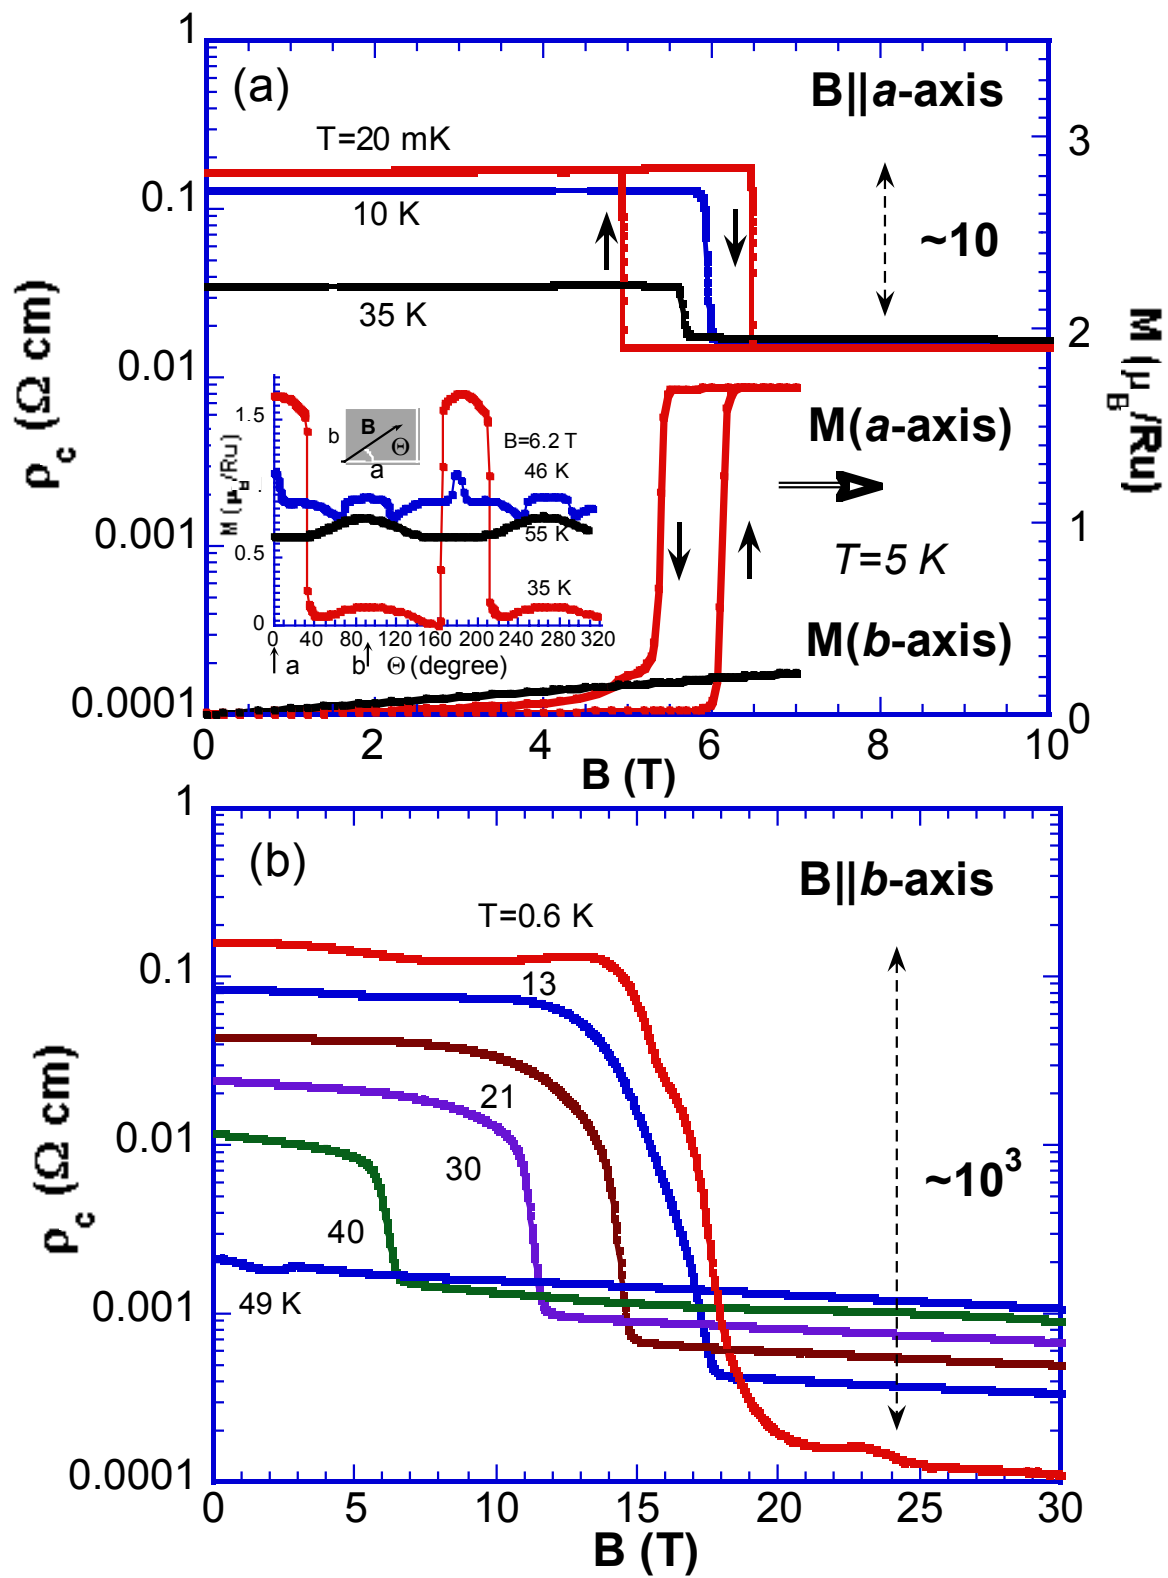 (a)
B||a-axis
T=20 mK
10 K
35 K
~10
1
0.1
0.01
0.001
0.0001
ρc (Ω cm)
3
2
1
0
M (μB/Ru)
M(a-axis)
T=5 K
M(b-axis)
0 2 4 6 8 10
B (T)
1.5
1
0.5
0
M (μB/Ru)
b
B
Θ
a
B=6.2 T
46 K
55 K
35 K
0 40 80 120 160 200 240 280 320
a
b
Θ (degree)
(b)
B||b-axis
T=0.6 K
13
21
30
40
49 K
~10³
1
0.1
0.01
0.001
0.0001
ρc (Ω cm)
0 5 10 15 20 25 30
B (T)